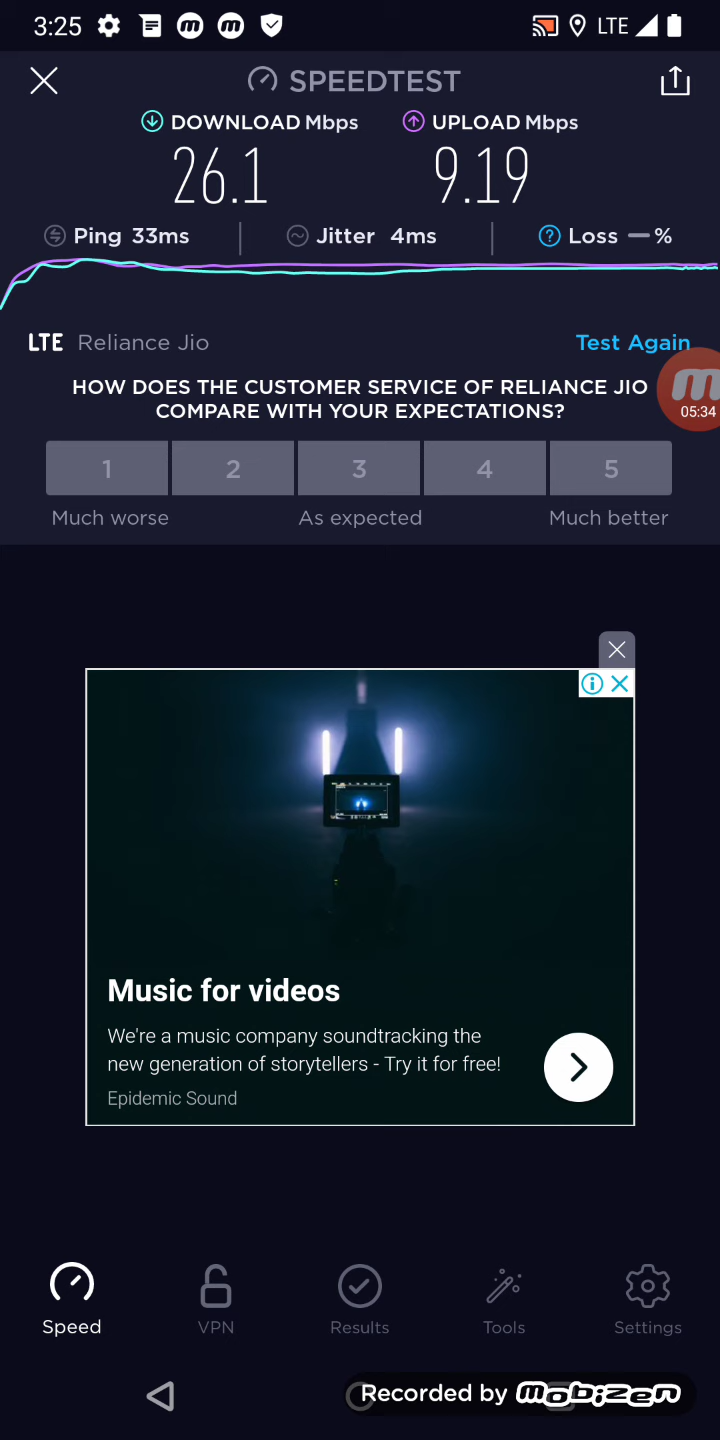 3:25 LTE
SPEEDTEST
DOWNLOAD Mbps UPLOAD Mbps
26.1 9.19
Ping 33ms Jitter 4ms Loss — %
LTE Reliance Jio Test Again
HOW DOES THE CUSTOMER SERVICE OF RELIANCE JIO
COMPARE WITH YOUR EXPECTATIONS?
05:34
1 2 3 4 5
Much worse As expected Much better
Music for videos
We're a music company soundtracking the
new generation of storytellers - Try it for free!
Epidemic Sound
Speed VPN Results Tools Settings
Recorded by mobizen